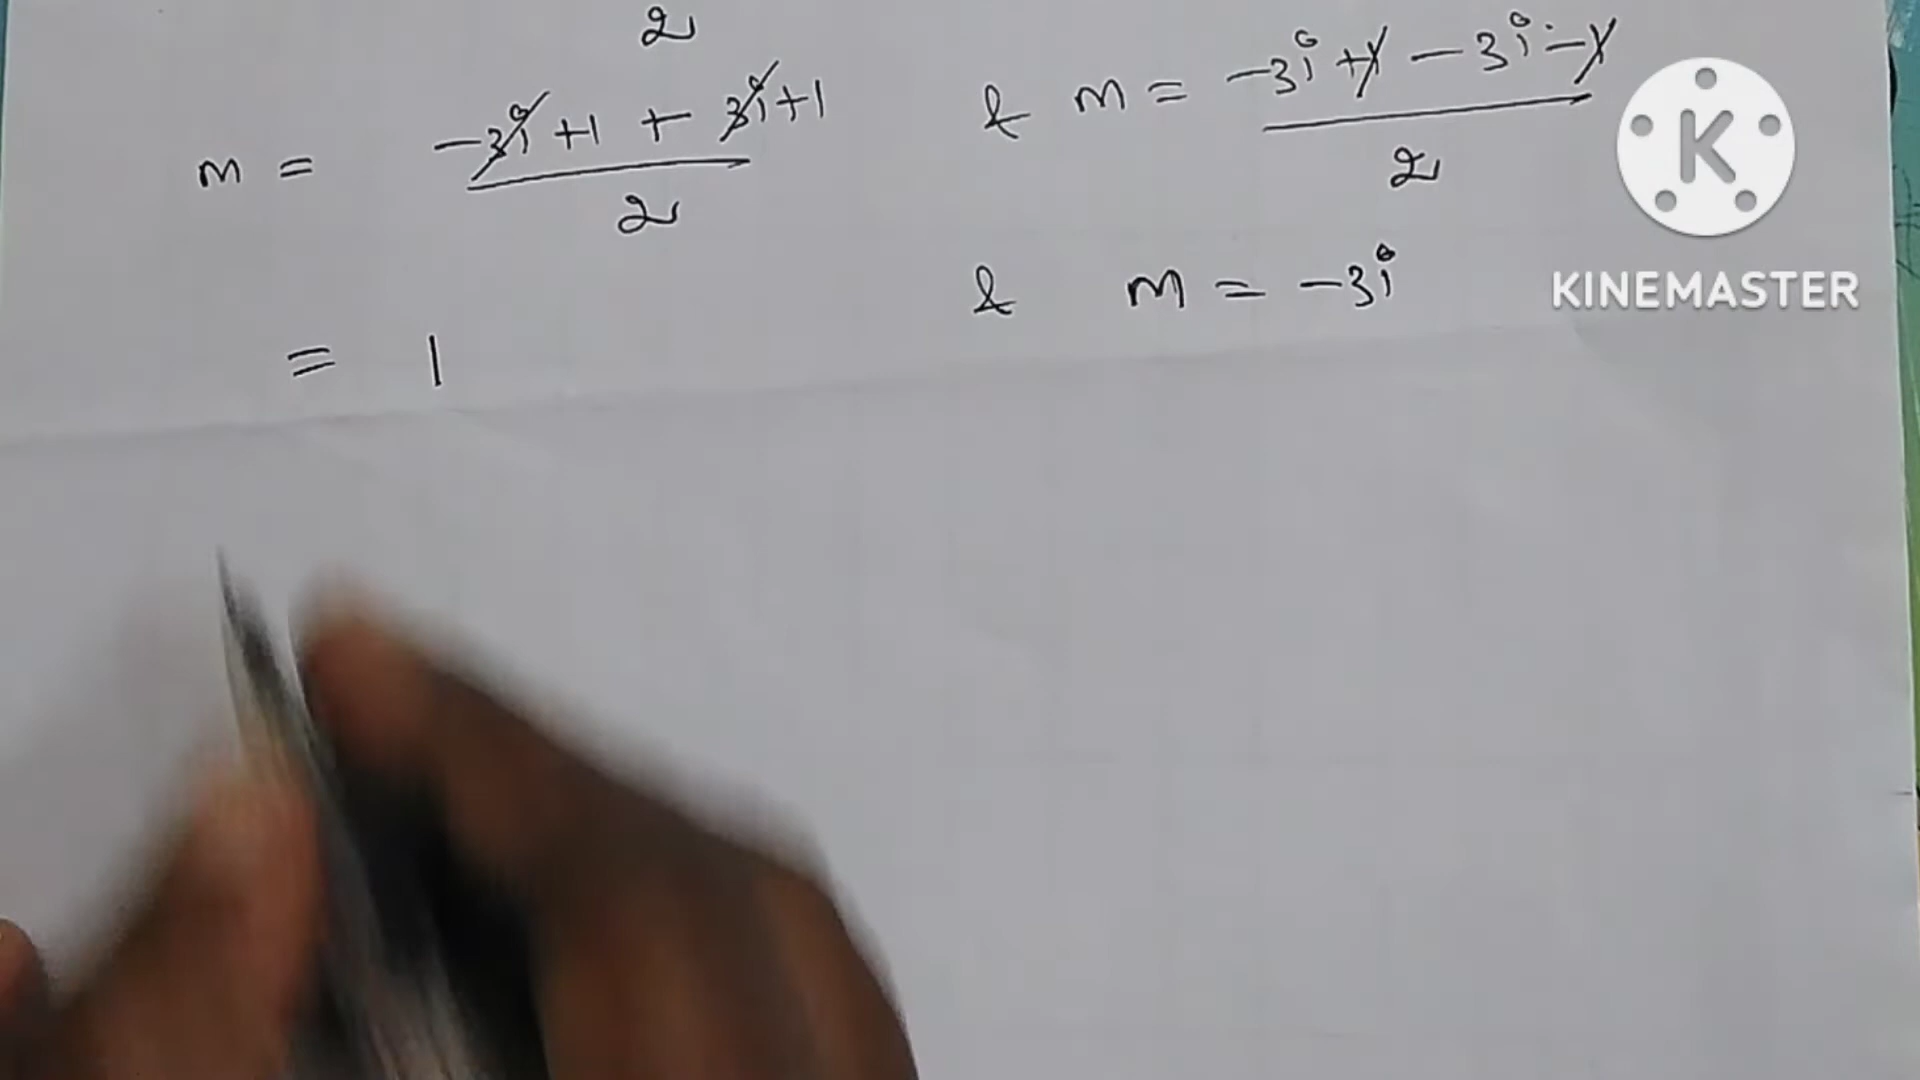 2
m = -3i +1 + 3i +1 / 2 & m = -3i +1 - 3i - 1 / 2
& m = -3i
= 1
K
KINEMASTER